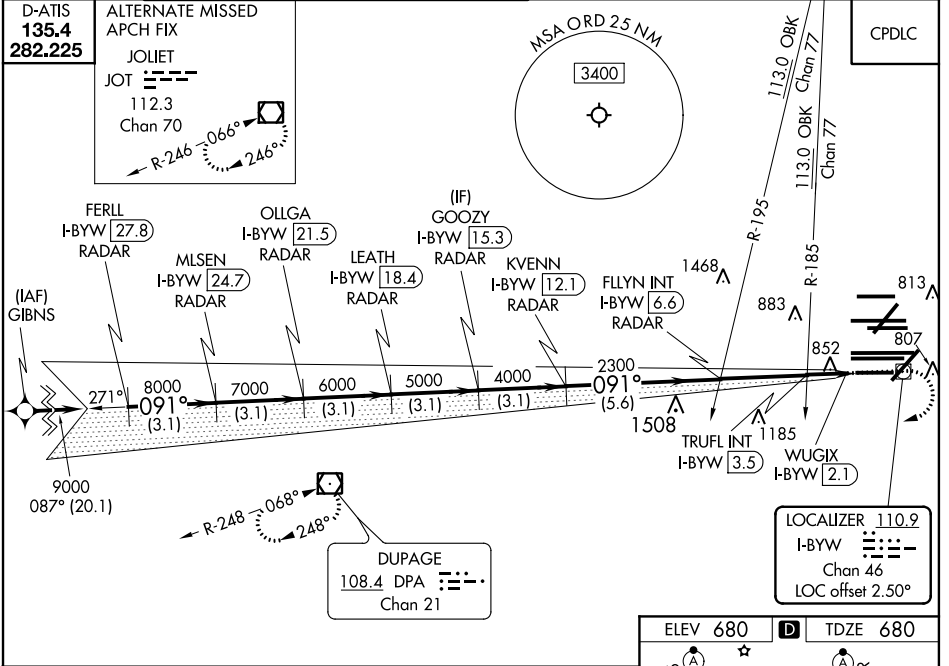 D-ATIS
135.4
282.225
ALTERNATE MISSED
APCH FIX
JOLIET
JOT
112.3
Chan 70
R-246
066°
246°
MSA ORD 25 NM
3400
113.0 OBK
Chan 77
113.0 OBK
Chan 77
R-195
R-185
CPDLC
(IAF)
GIBNS
FERLL
I-BYW 27.8
RADAR
MLSEN
I-BYW 24.7
RADAR
OLLGA
I-BYW 21.5
RADAR
LEATH
I-BYW 18.4
RADAR
(IF)
GOOZY
I-BYW 15.3
RADAR
KVENN
I-BYW 12.1
RADAR
FLLYN INT
I-BYW 6.6
RADAR
1468
883
813
852
807
271°
8000
091°
(3.1)
7000
(3.1)
6000
(3.1)
5000
(3.1)
4000
(3.1)
2300
091°
(5.6)
1508
1185
TRUFL INT
I-BYW 3.5
WUGIX
I-BYW 2.1
9000
087° (20.1)
R-248
068°
248°
DUPAGE
108.4 DPA
Chan 21
LOCALIZER 110.9
I-BYW
Chan 46
LOC offset 2.50°
ELEV 680
D
TDZE 680
A
A